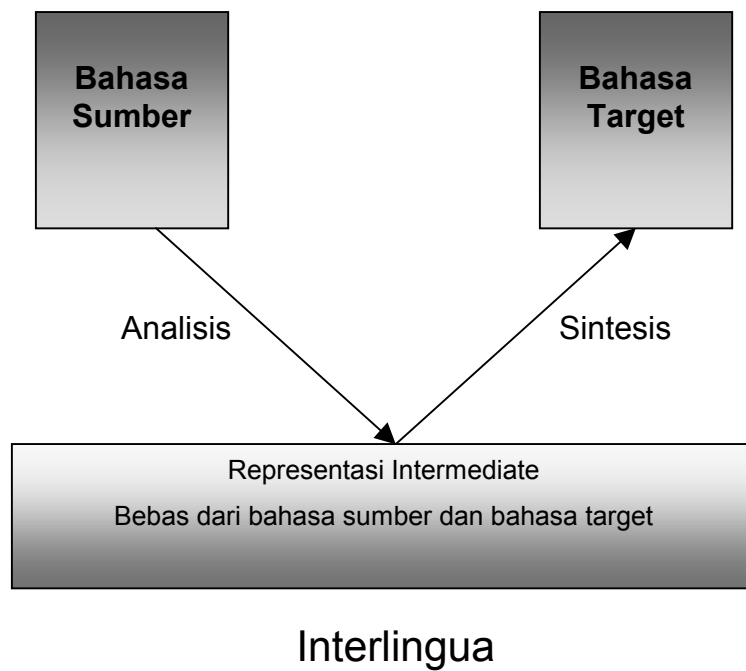 Bahasa
Sumber
Bahasa
Target
Analisis
Sintesis
Representasi Intermediate
Bebas dari bahasa sumber dan bahasa target
Interlingua